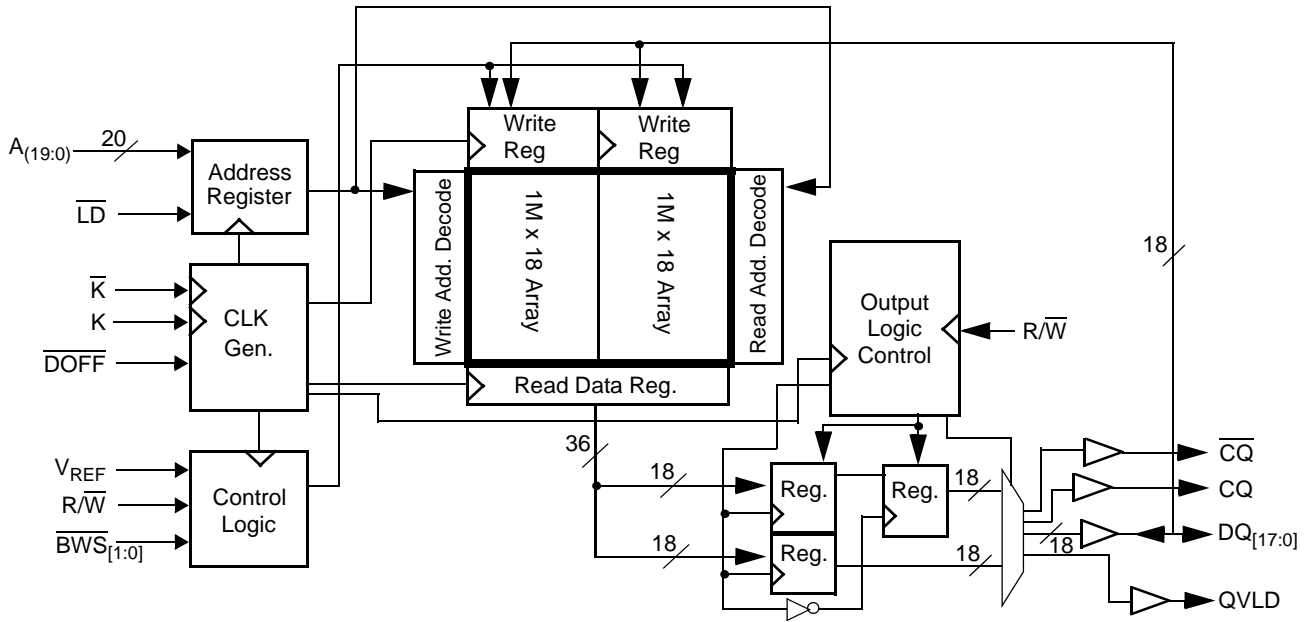 A(19:0)
20
LD
K
K
DOFF
VREF
R/W
BWS[1:0]
Address
Register
CLK
Gen.
Control
Logic
Write
Reg
Write
Reg
Write Add. Decode
1M x 18 Array
1M x 18 Array
Read Add. Decode
Read Data Reg.
36
18
18
Output
Logic
Control
R/W
18
Reg.
Reg.
Reg.
18
18
18
CQ
CQ
DQ[17:0]
QVLD